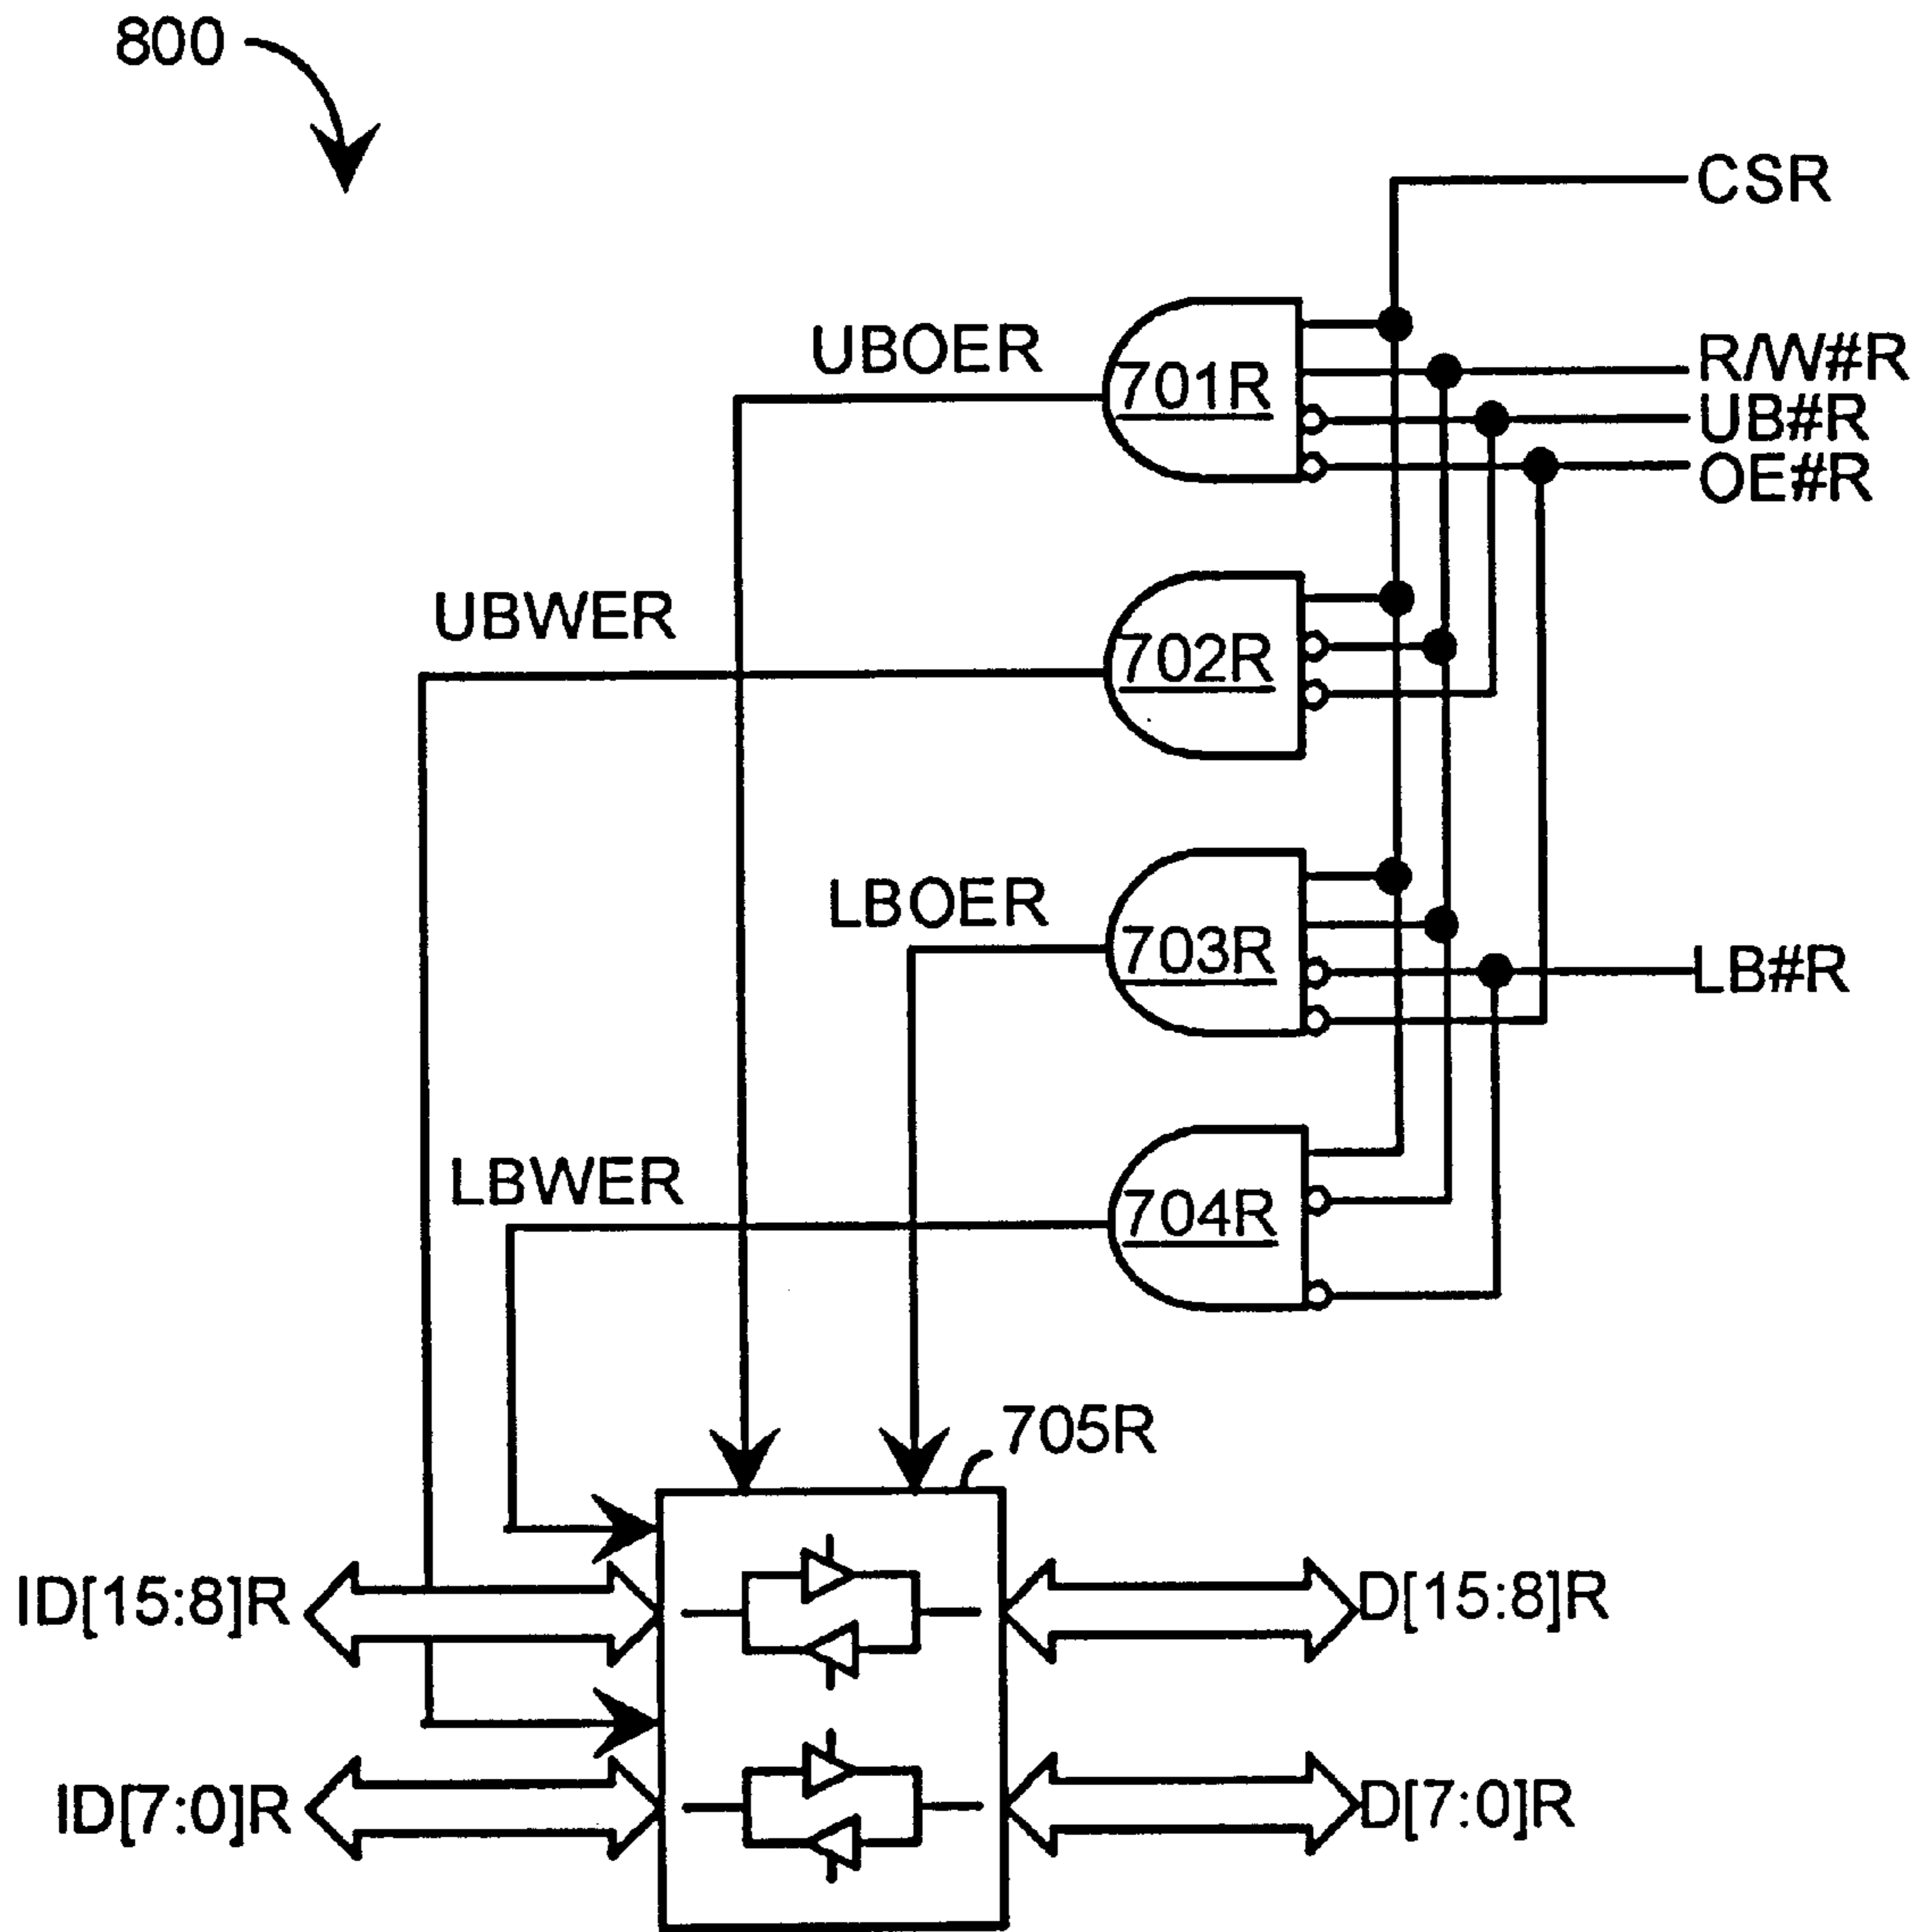 800
CSR
UBOER
701R
R/W#R
UB#R
OE#R
UBWER
702R
LBOER
703R
LB#R
LBWER
704R
705R
ID[15:8]R
D[15:8]R
ID[7:0]R
D[7:0]R